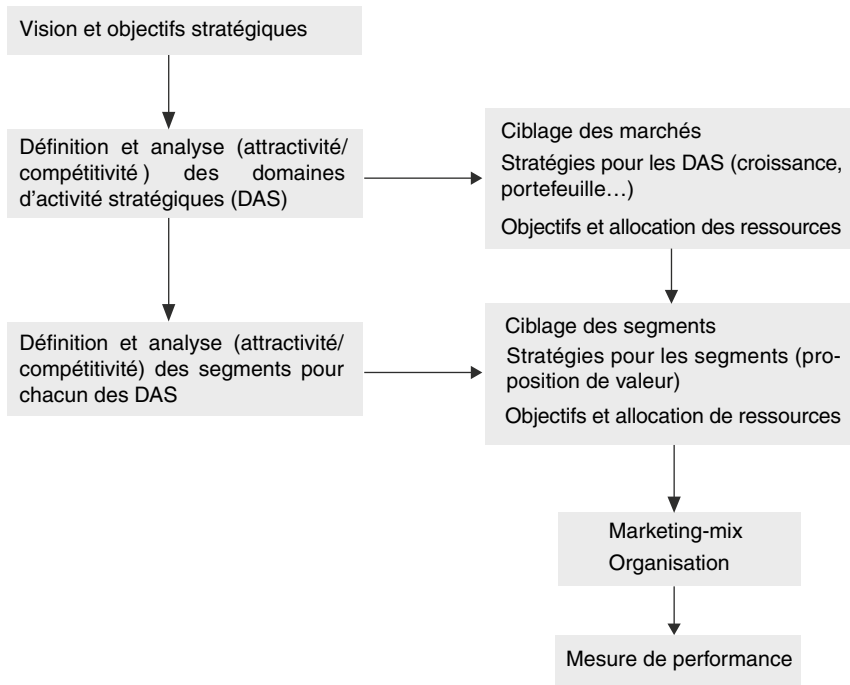 Vision et objectifs stratégiques
Définition et analyse (attractivité/
compétitivité ) des domaines
d'activité stratégiques (DAS)
Ciblage des marchés
Stratégies pour les DAS (croissance,
portefeuille…)
Objectifs et allocation des ressources
Définition et analyse (attractivité/
compétitivité) des segments pour
chacun des DAS
Ciblage des segments
Stratégies pour les segments (pro-
position de valeur)
Objectifs et allocation de ressources
Marketing-mix
Organisation
Mesure de performance